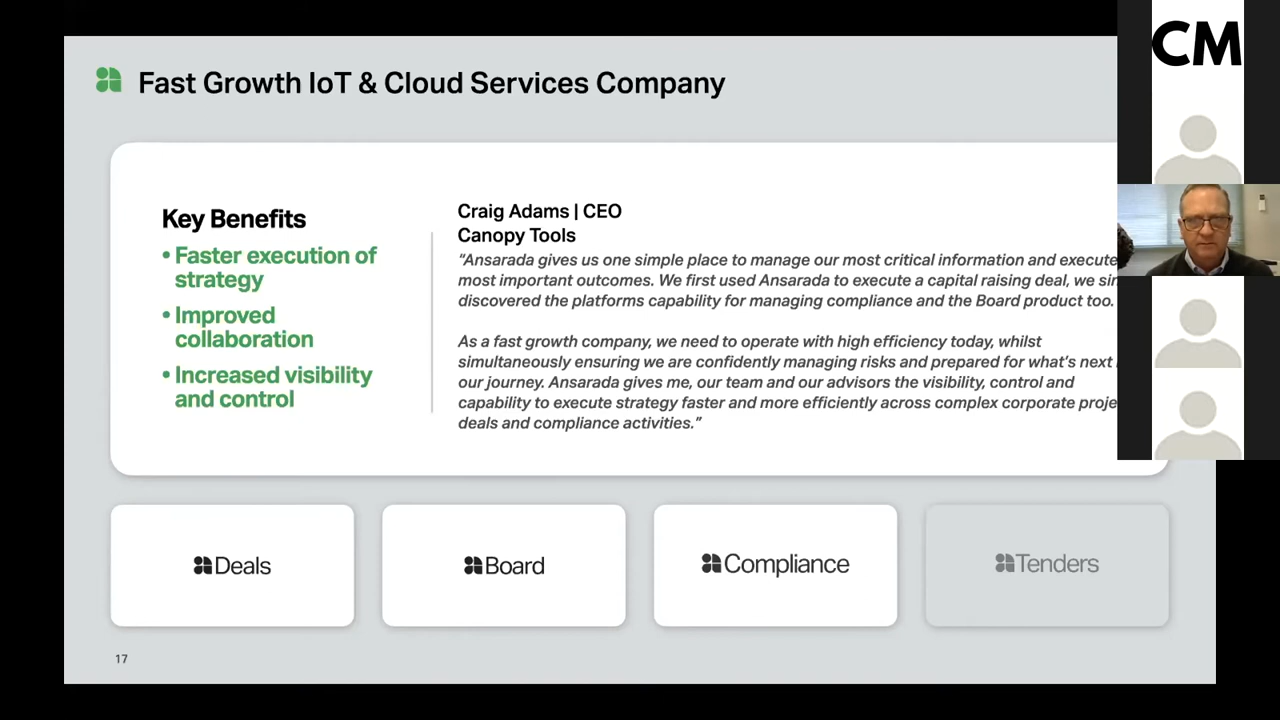 CM
Fast Growth IoT & Cloud Services Company
Key Benefits
• Faster execution of
strategy
• Improved
collaboration
• Increased visibility
and control
Craig Adams | CEO
Canopy Tools
“Ansarada gives us one simple place to manage our most critical information and execute
most important outcomes. We first used Ansarada to execute a capital raising deal, we
discovered the platforms capability for managing compliance and the Board product too.
As a fast growth company, we need to operate with high efficiency today, whilst
simultaneously ensuring we are confidently managing risks and prepared for what’s next
our journey. Ansarada gives me, our team and our advisors the visibility, control and
capability to execute strategy faster and more efficiently across complex corporate
deals and compliance activities.”
Deals
Board
Compliance
Tenders
17